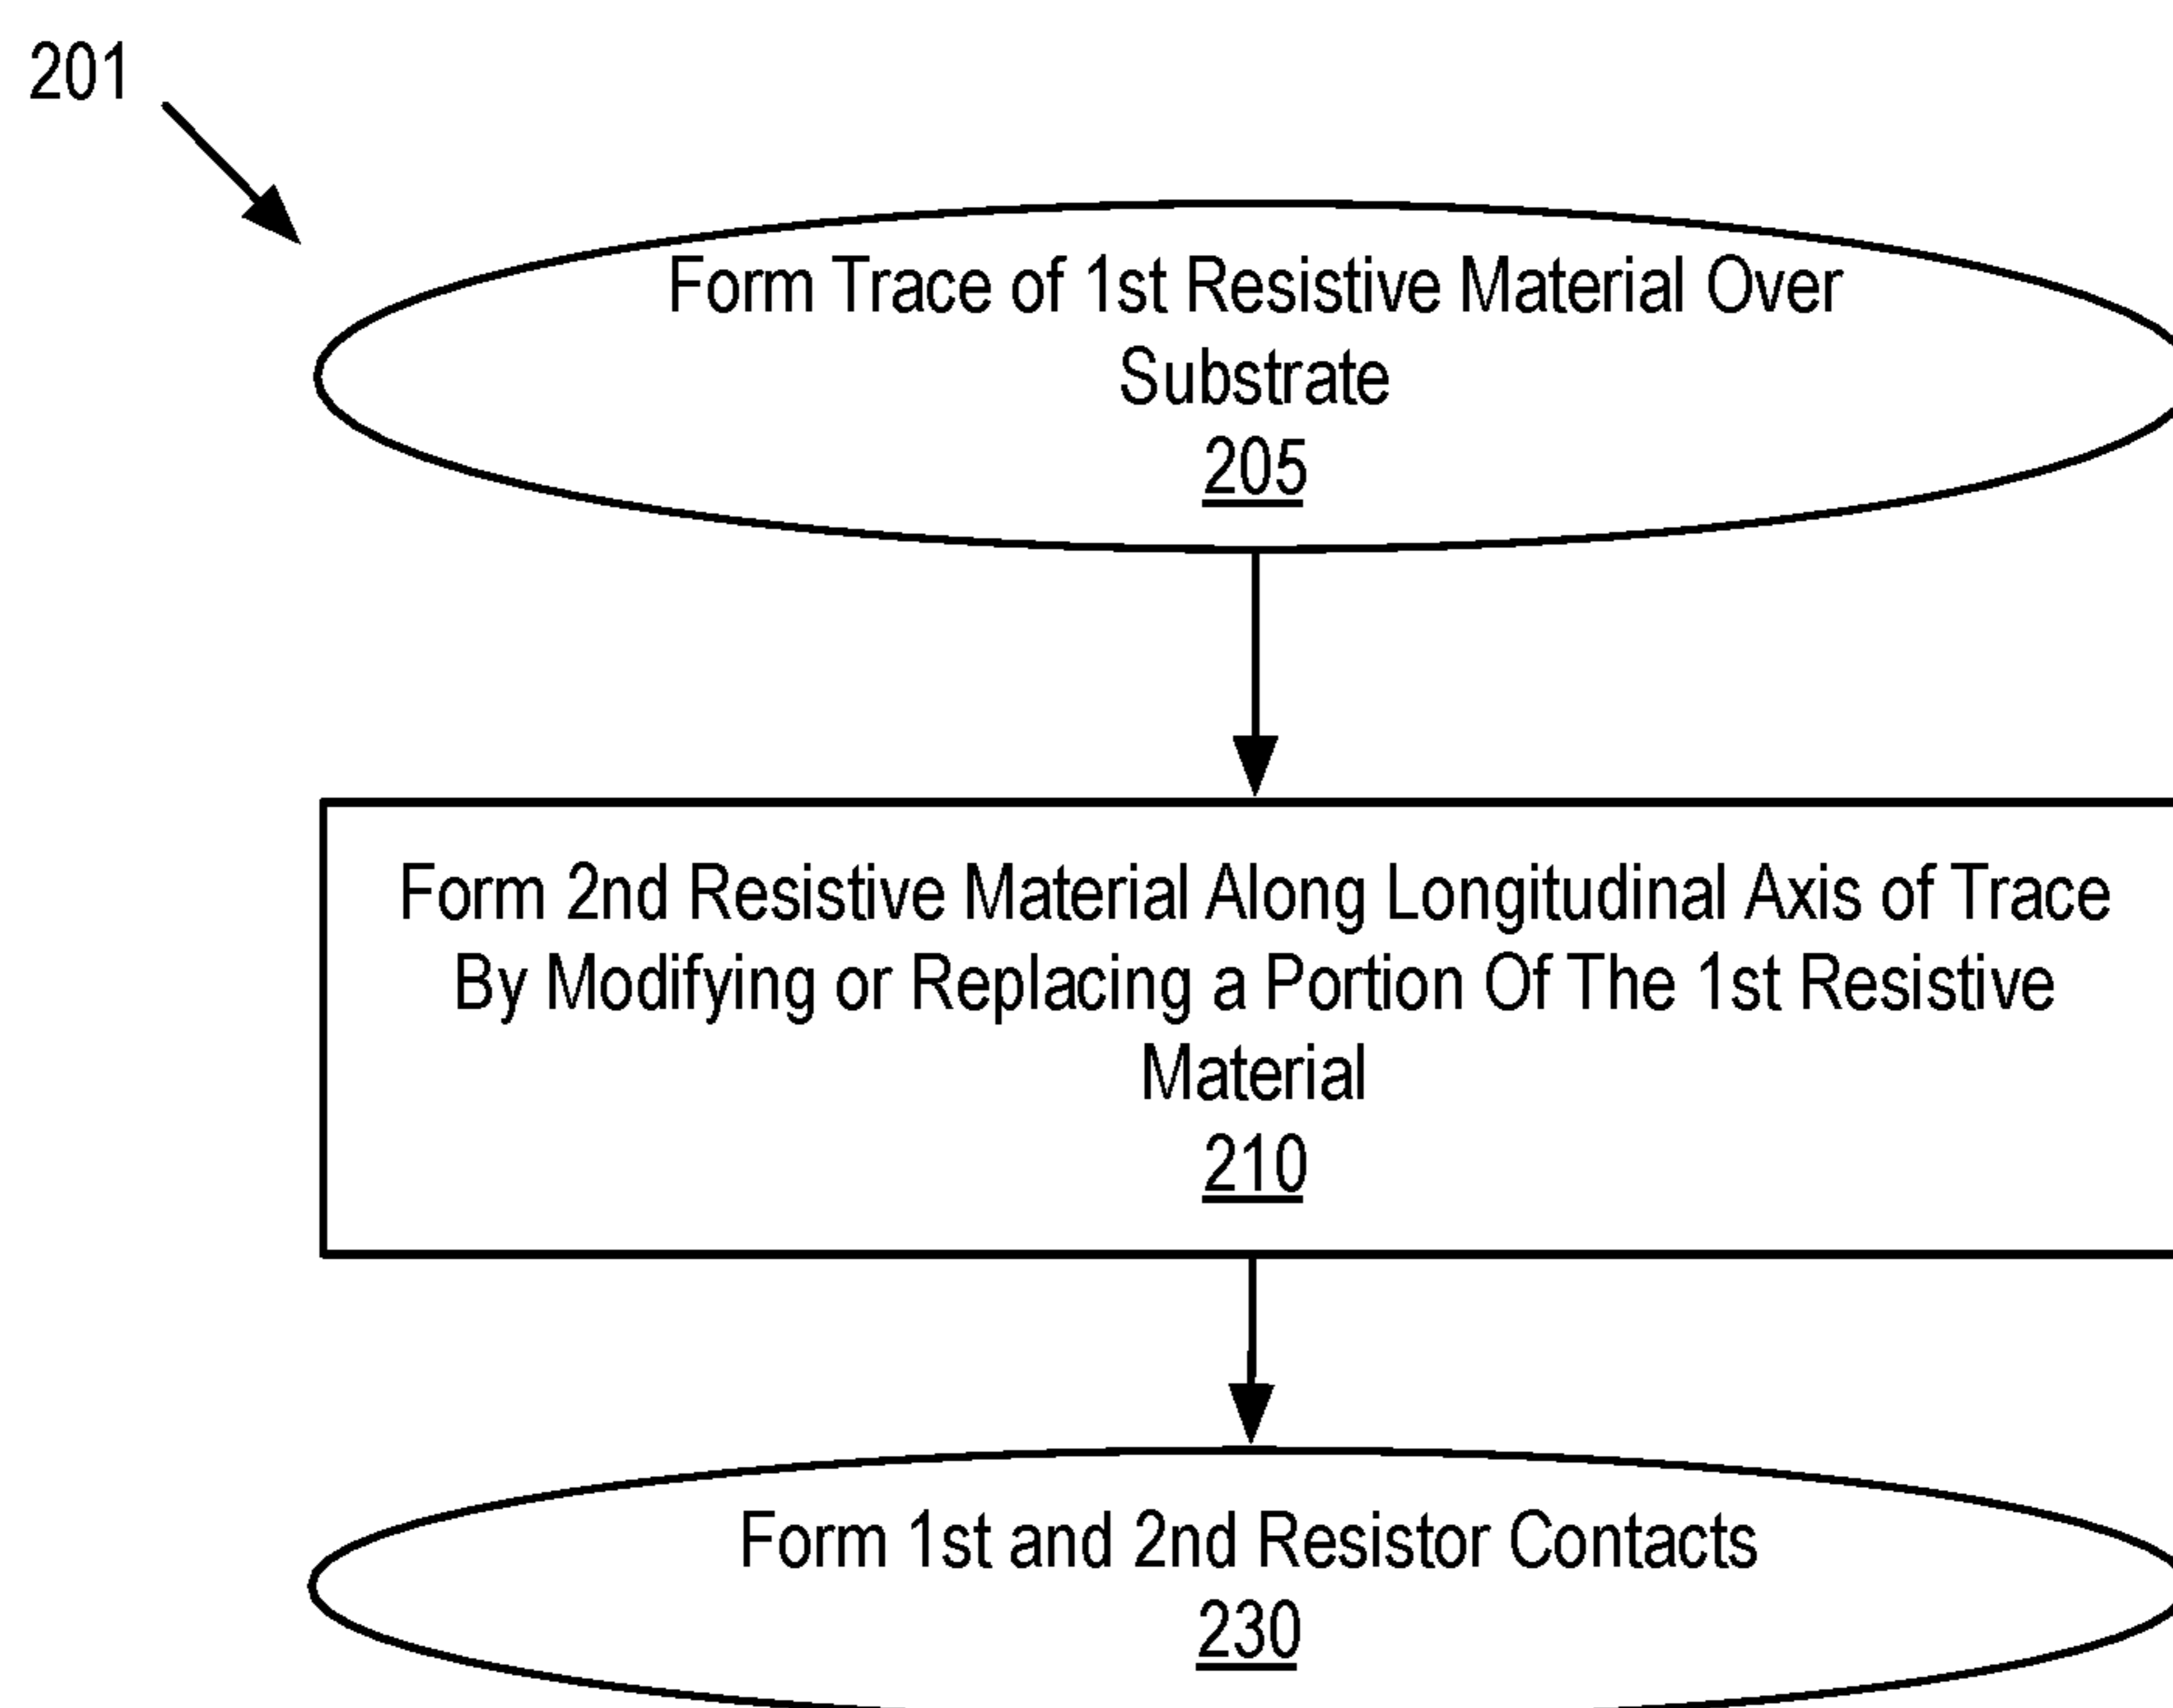 201
Form Trace of 1st Resistive Material Over
Substrate
205
Form 2nd Resistive Material Along Longitudinal Axis of Trace
By Modifying or Replacing a Portion Of The 1st Resistive
Material
210
Form 1st and 2nd Resistor Contacts
230